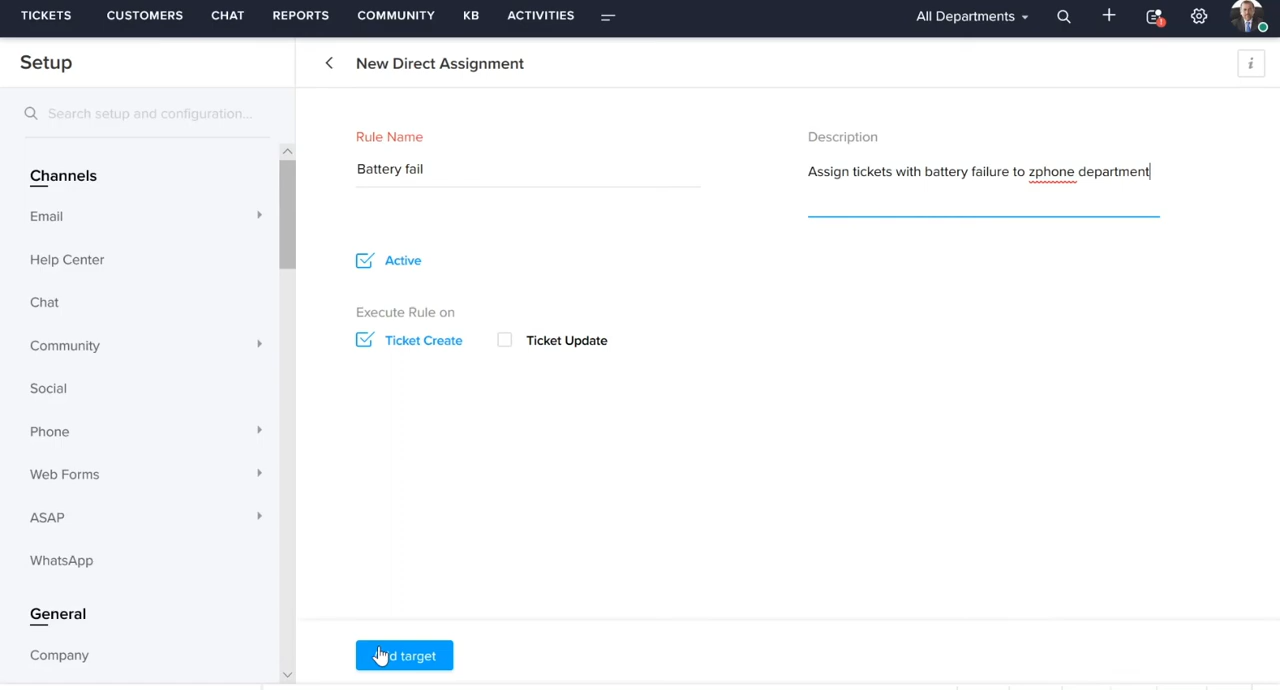 TICKETS CUSTOMERS CHAT REPORTS COMMUNITY KB ACTIVITIES All Departments
Setup
New Direct Assignment
i
Search setup and configuration...
Channels
Email
Help Center
Chat
Community
Social
Phone
Web Forms
ASAP
WhatsApp
General
Company
Rule Name
Battery fail
Description
Assign tickets with battery failure to zphone department
Active
Execute Rule on
Ticket Create Ticket Update
target